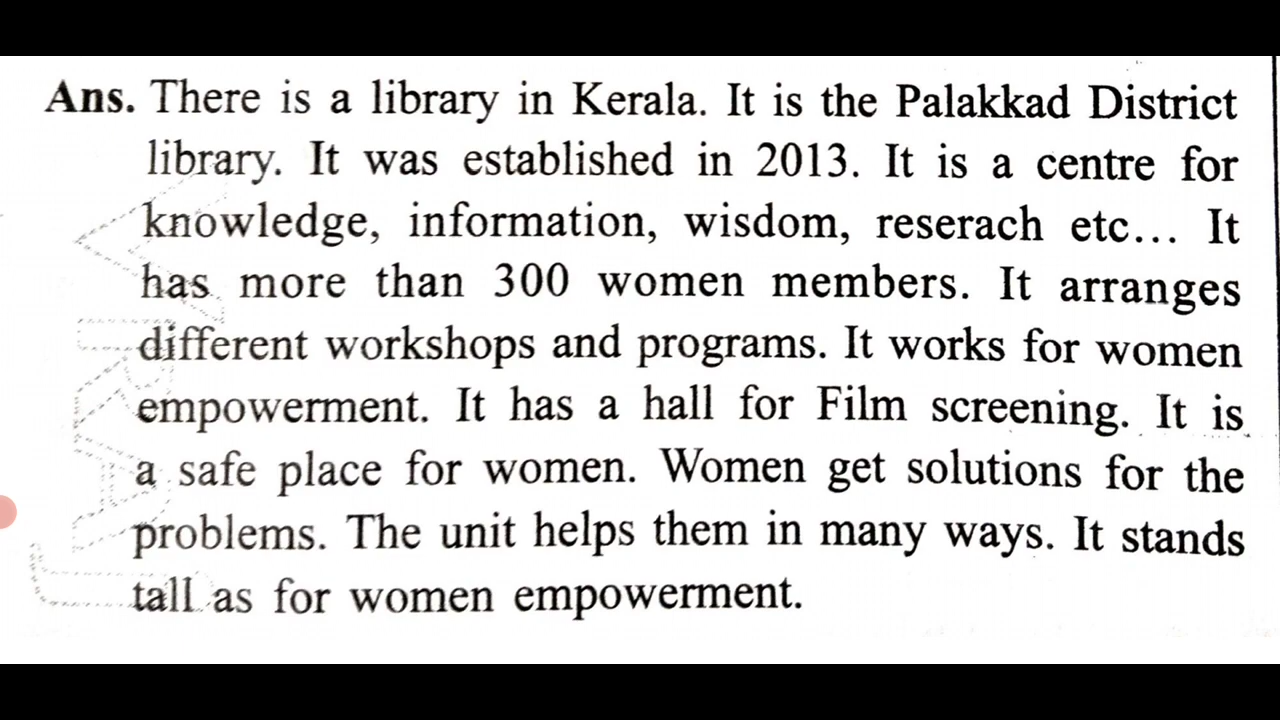 Ans. There is a library in Kerala. It is the Palakkad District
library. It was established in 2013. It is a centre for
knowledge, information, wisdom, reserach etc... It
has more than 300 women members. It arranges
different workshops and programs. It works for women
empowerment. It has a hall for Film screening. It is
a safe place for women. Women get solutions for the
problems. The unit helps them in many ways. It stands
tall as for women empowerment.